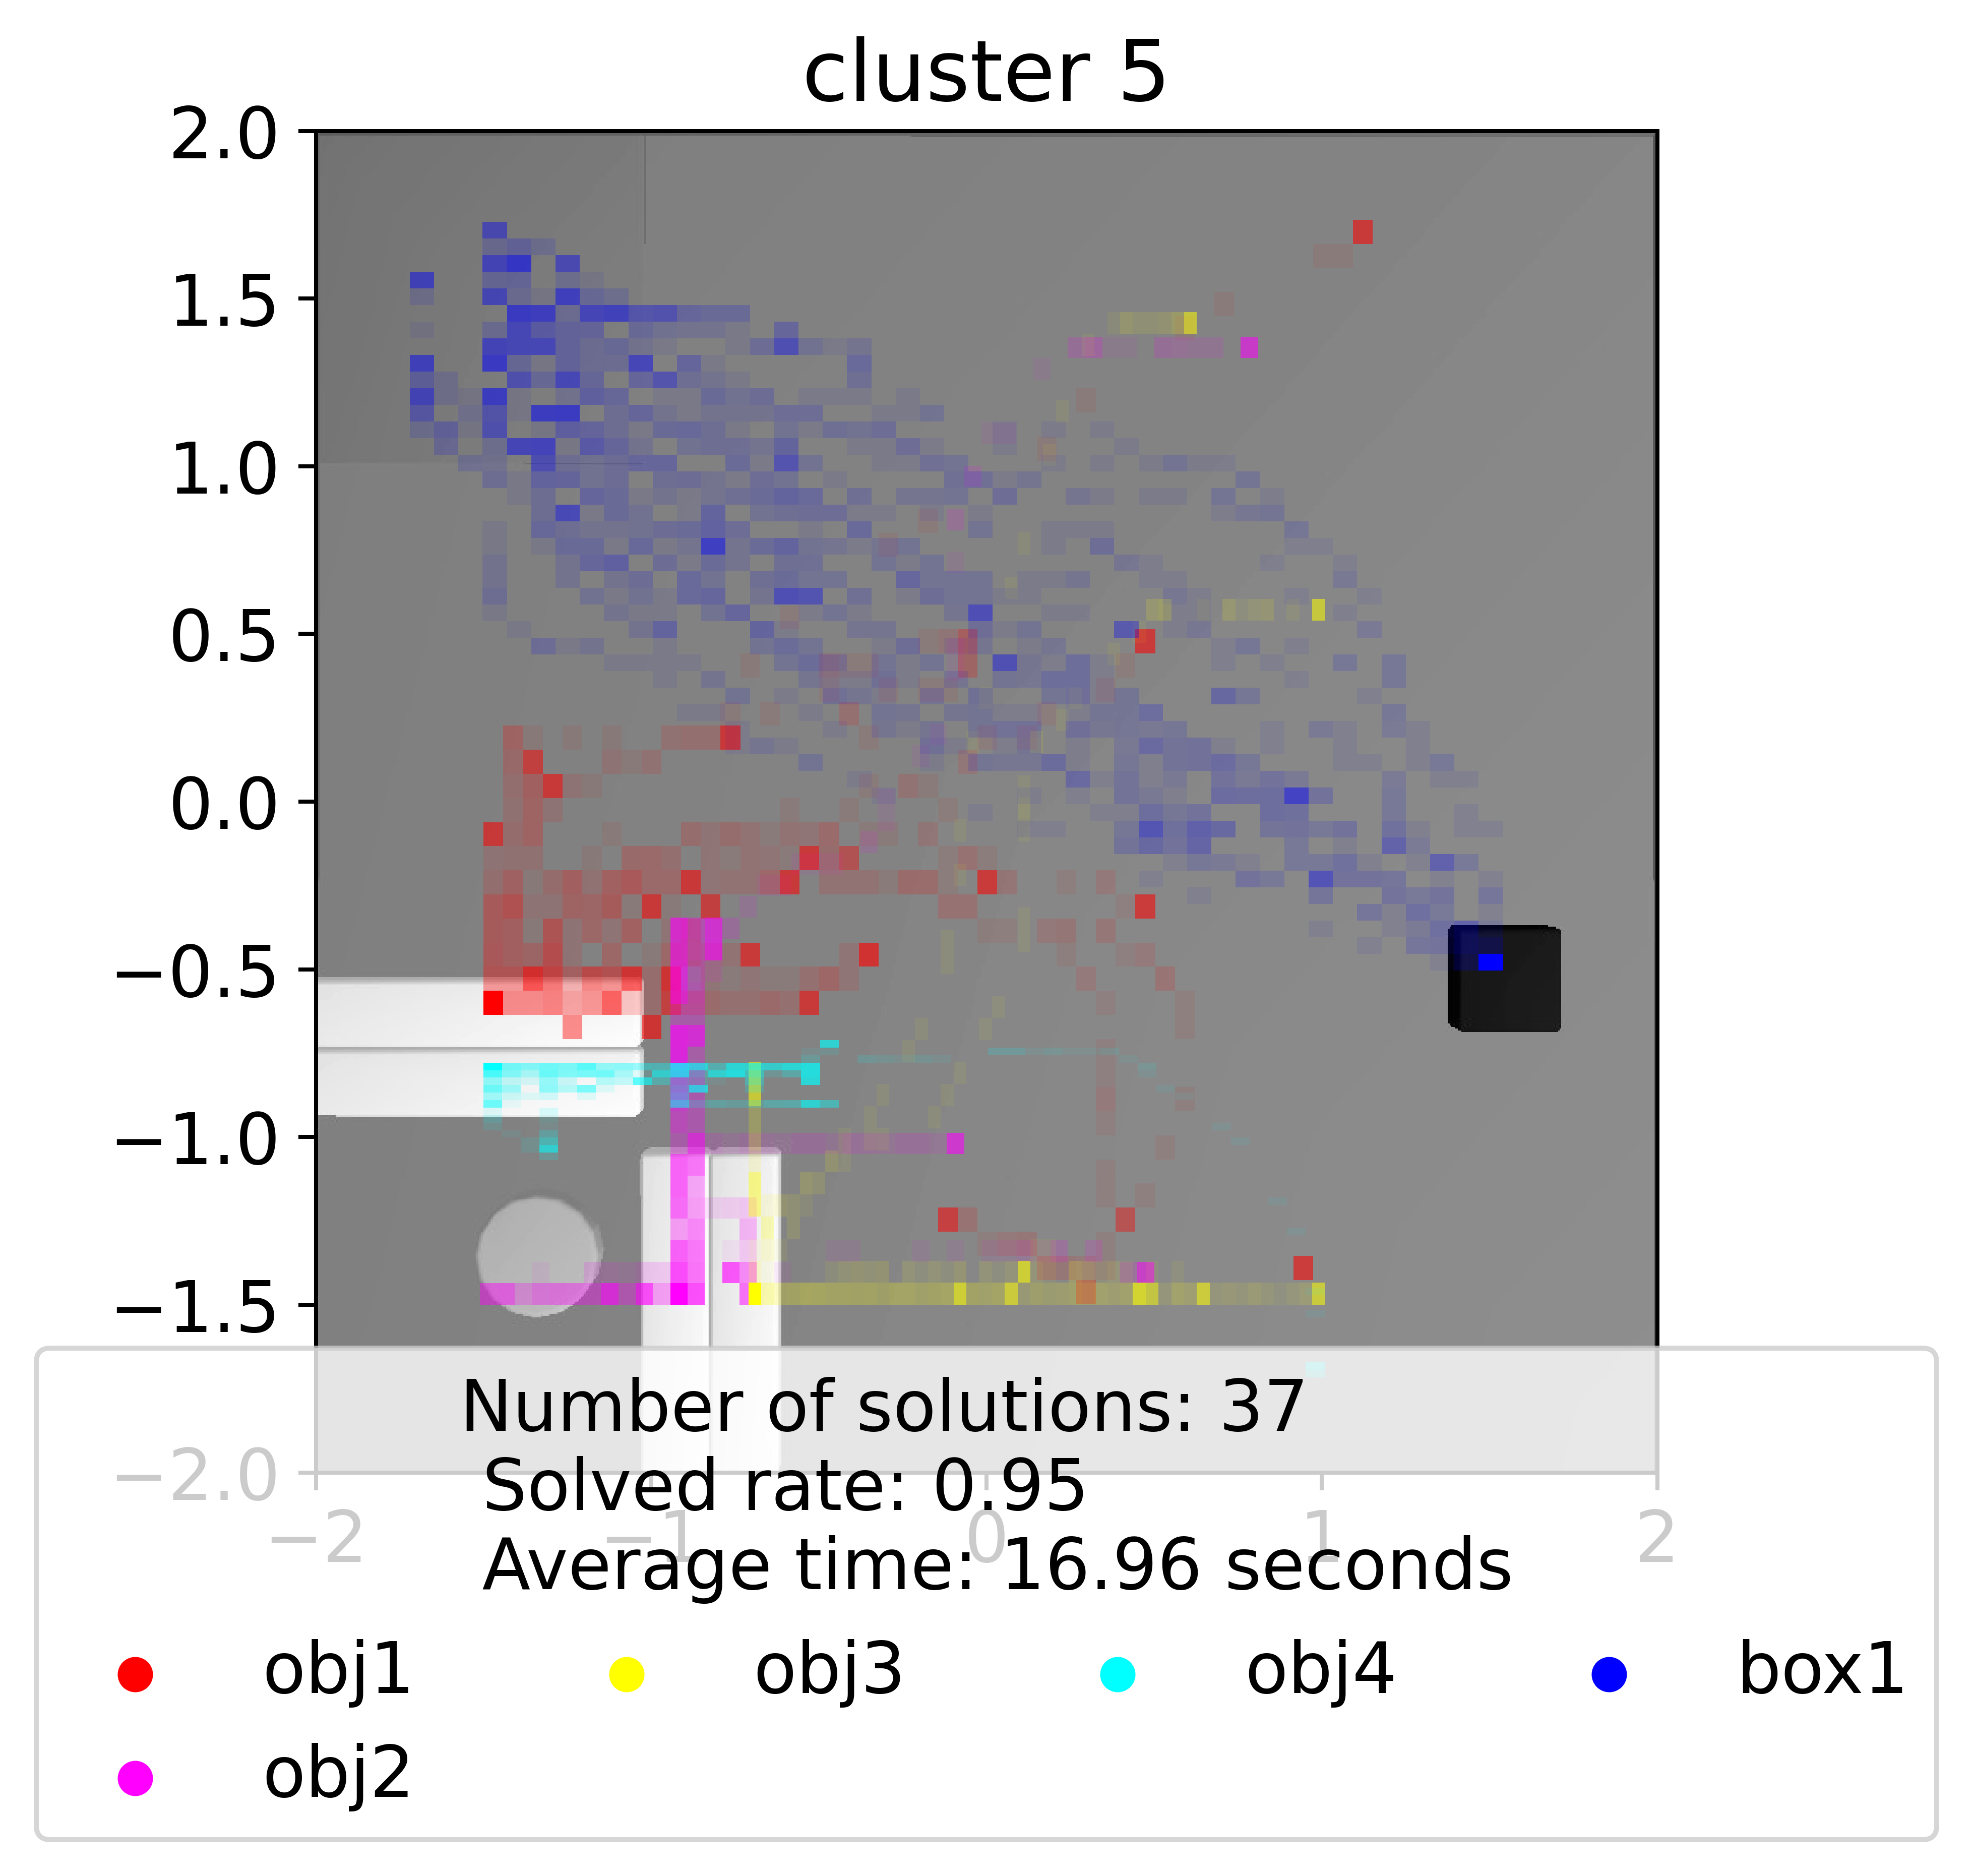 cluster 5
2.0
1.5
1.0
0.5
0.0
−0.5
−1.0
−1.5
−2.0
−2 −1 0 1 2
Number of solutions: 37
Solved rate: 0.95
Average time: 16.96 seconds
obj1 obj3 obj4 box1
obj2